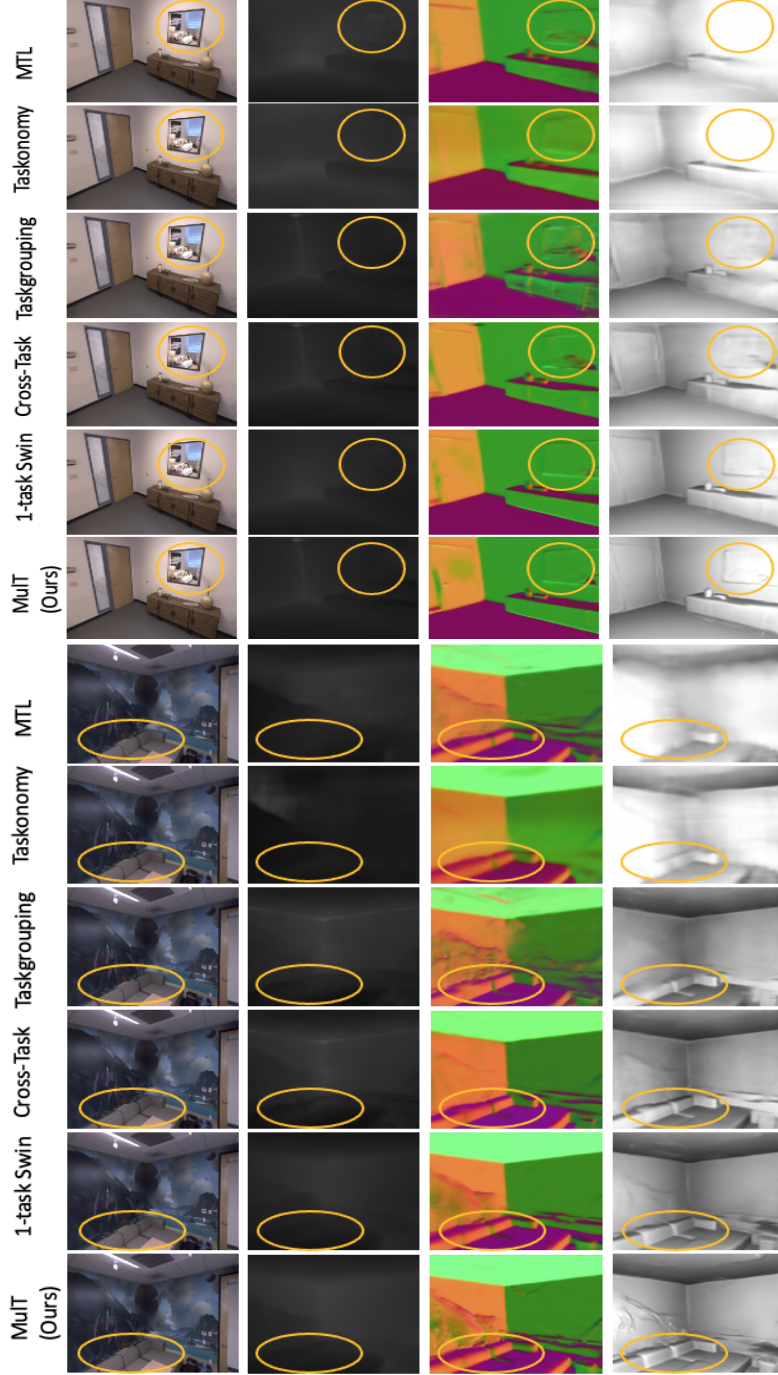 MTL
Taskonomy
Taskgrouping
Cross-Task
1-task Swin
MulT
(Ours)
MTL
Taskonomy
Taskgrouping
Cross-Task
1-task Swin
MulT
(Ours)